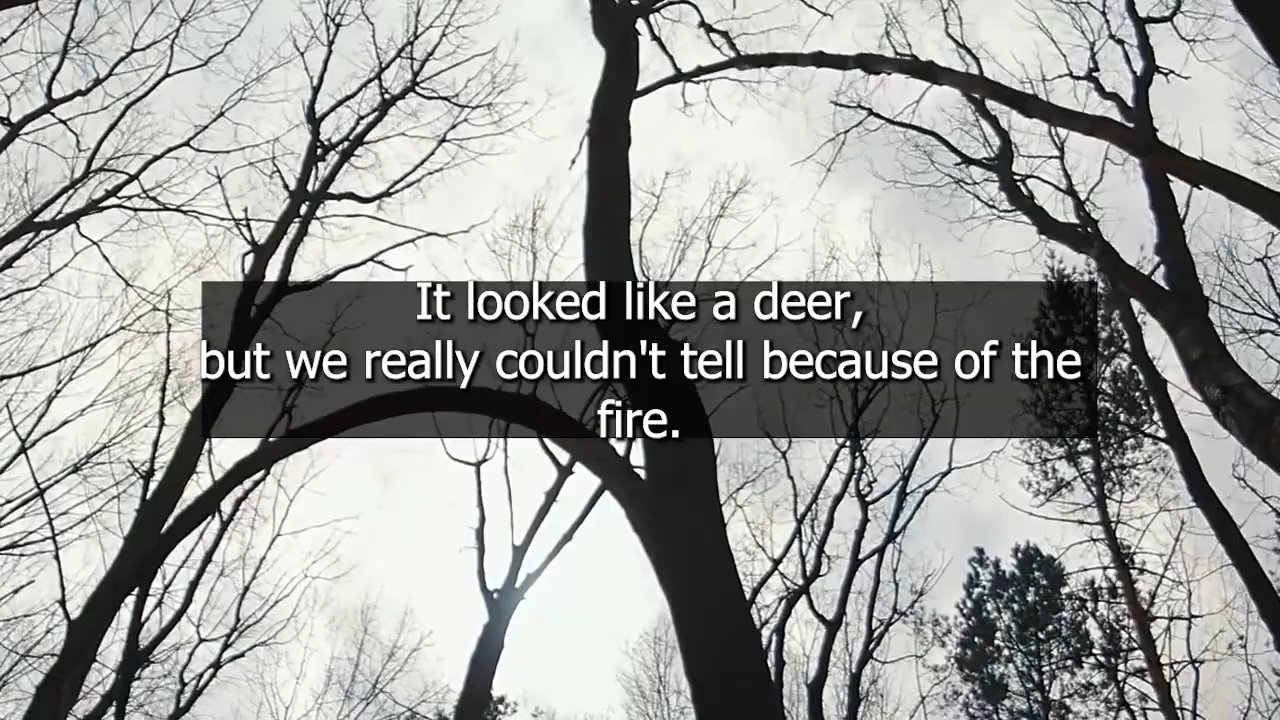 It looked like a deer,
but we really couldn't tell because of the
fire.